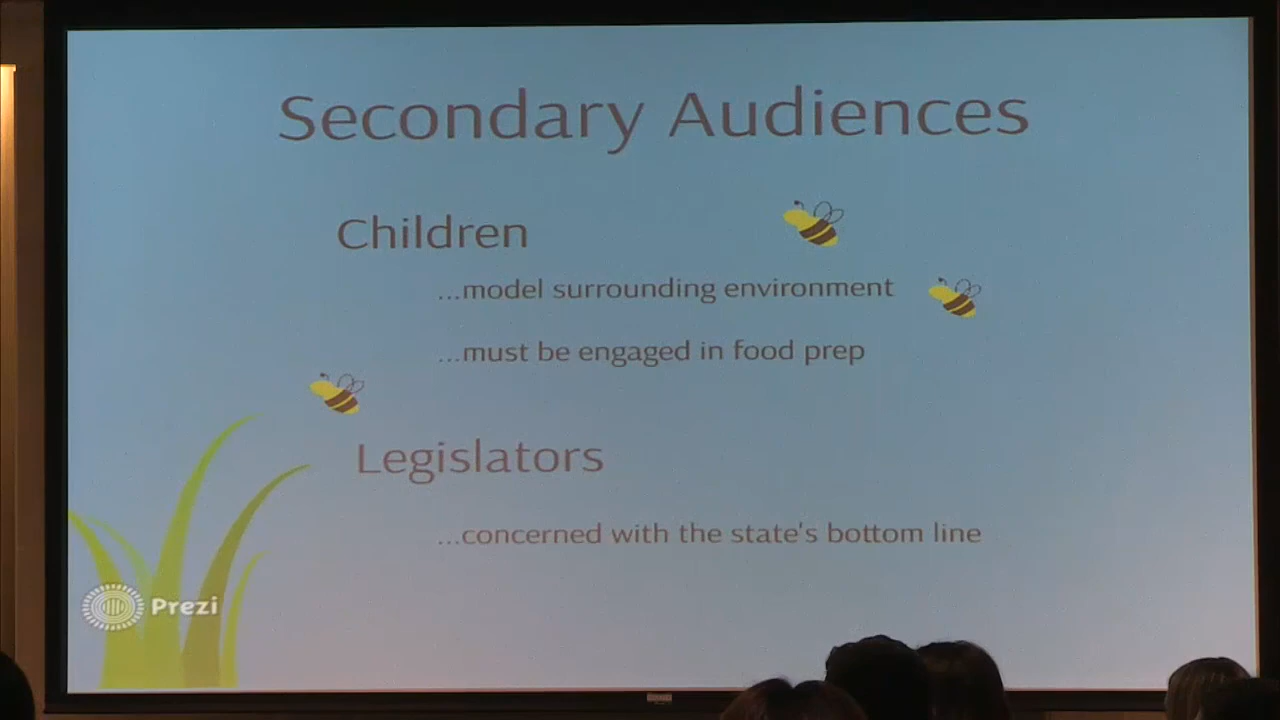 Secondary Audiences
Children
...model surrounding environment
...must be engaged in food prep
Legislators
...concerned with the state's bottom line
Prezi